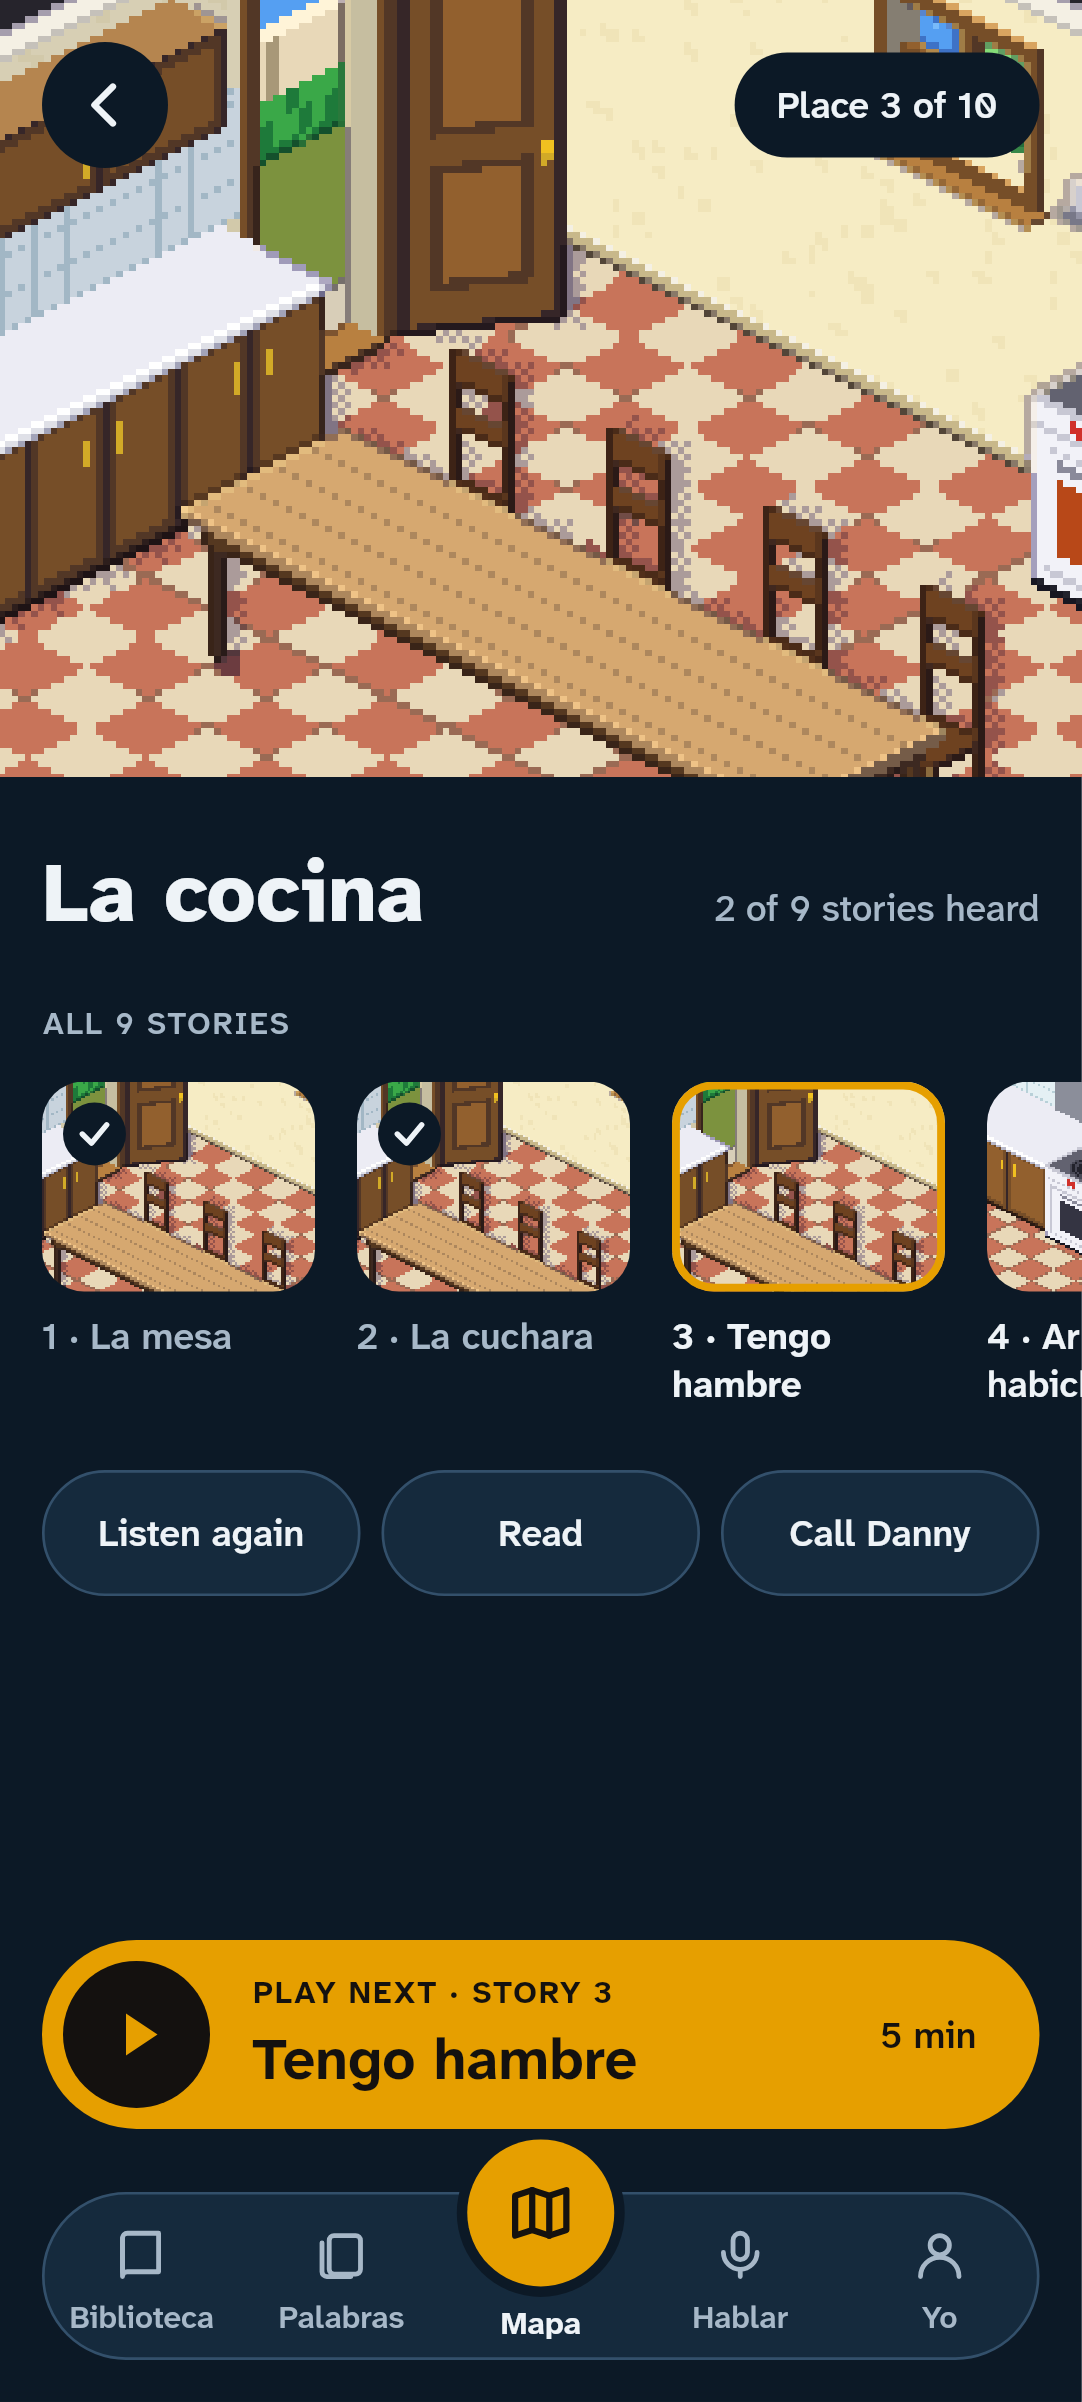 Place 3 of 10
La cocina
2 of 9 stories heard
ALL 9 STORIES
1 · La mesa
2 · La cuchara
3 · Tengo
hambre
4 · Ar
Listen again
Read
Call Danny
PLAY NEXT · STORY 3
Tengo hambre
5 min
Biblioteca
Palabras
Mapa
Hablar
Yo